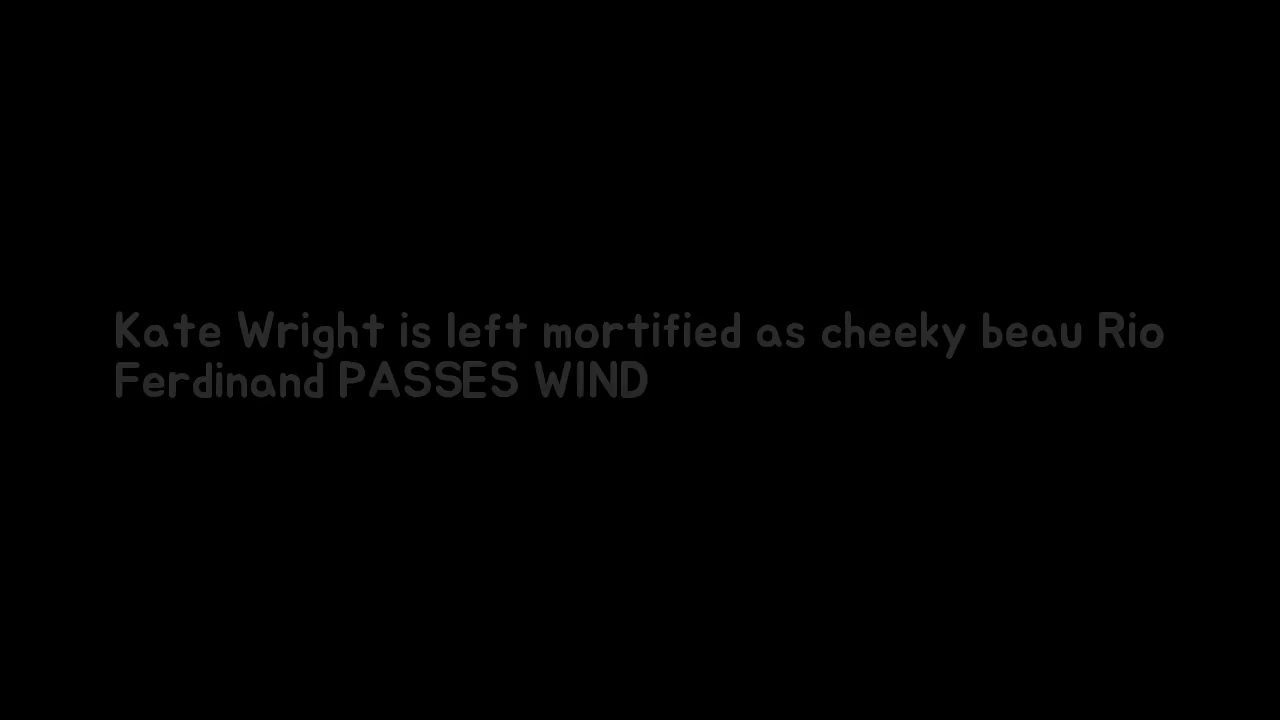 Kate Wright is left mortified as cheeky beau Rio
Ferdinand PASSES WIND